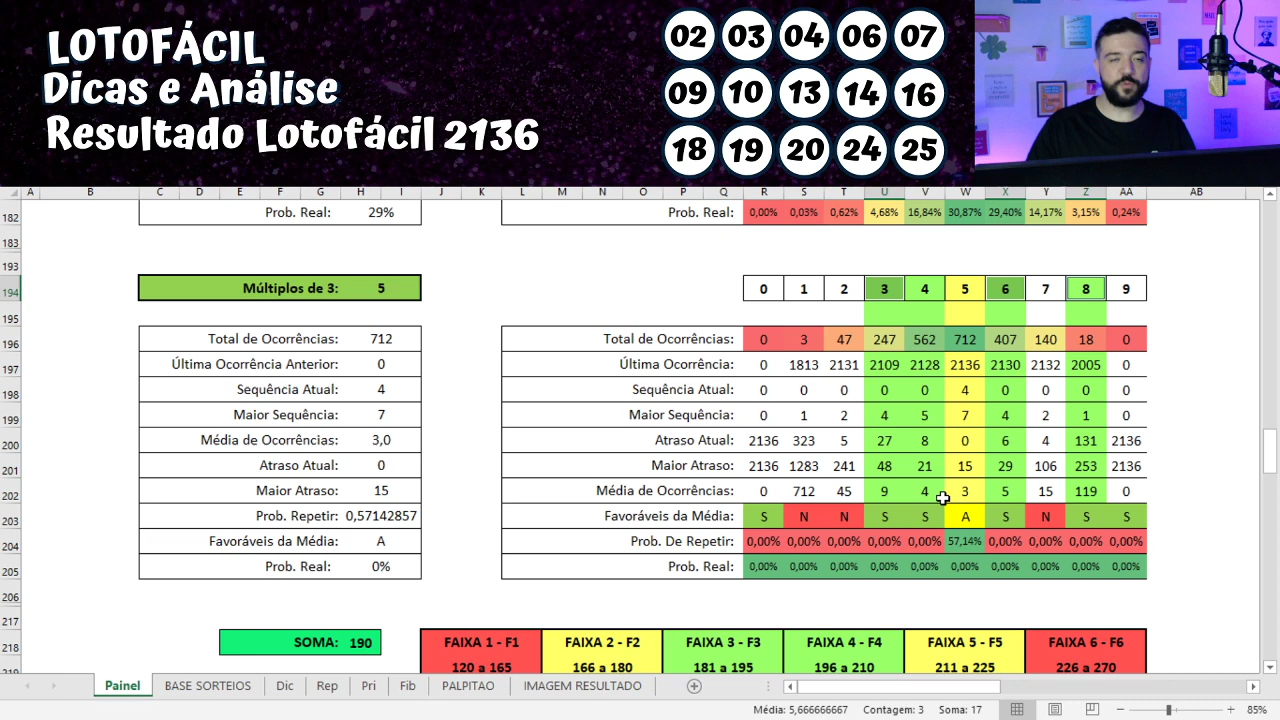 LOTOFÁCIL
Dicas e Análise
Resultado Lotofácil 2136
02 03 04 06 07
09 10 13 14 16
18 19 20 24 25
A B C D E F G H I J K L M N O P Q R S T U V W X Y Z AA AB
182 Prob. Real: 29% Prob. Real: 0,00% 0,03% 0,62% 4,68% 16,84% 30,87% 29,40% 14,17% 3,15% 0,24%
183
193
194 Múltiplos de 3: 5 0 1 2 3 4 5 6 7 8 9
195
196 Total de Ocorrências: 712 Total de Ocorrências: 0 3 47 247 562 712 407 140 18 0
197 Última Ocorrência Anterior: 0 Última Ocorrência: 0 1813 2131 2109 2128 2136 2130 2132 2005 0
198 Sequência Atual: 4 Sequência Atual: 0 0 0 0 0 4 0 0 0 0
199 Maior Sequência: 7 Maior Sequência: 0 1 2 4 5 7 4 2 1 0
200 Média de Ocorrências: 3,0 Atraso Atual: 2136 323 5 27 8 0 6 4 131 2136
201 Atraso Atual: 0 Maior Atraso: 2136 1283 241 48 21 15 29 106 253 2136
202 Maior Atraso: 15 Média de Ocorrências: 0 712 45 9 4 3 5 15 119 0
203 Prob. Repetir: 0,57142857 Favoráveis da Média: S N N S S A S N S S
204 Favoráveis da Média: A Prob. De Repetir: 0,00% 0,00% 0,00% 0,00% 0,00% 57,14% 0,00% 0,00% 0,00% 0,00%
205 Prob. Real: 0% Prob. Real: 0,00% 0,00% 0,00% 0,00% 0,00% 0,00% 0,00% 0,00% 0,00% 0,00%
206
217
218 SOMA: 190 FAIXA 1 - F1 FAIXA 2 - F2 FAIXA 3 - F3 FAIXA 4 - F4 FAIXA 5 - F5 FAIXA 6 - F6
120 a 165 166 a 180 181 a 195 196 a 210 211 a 225 226 a 270
Painel BASE SORTEIOS Dic Rep Pri Fib PALPITAO IMAGEM RESULTADO
Média: 5,666666667 Contagem: 3 Soma: 17 85%